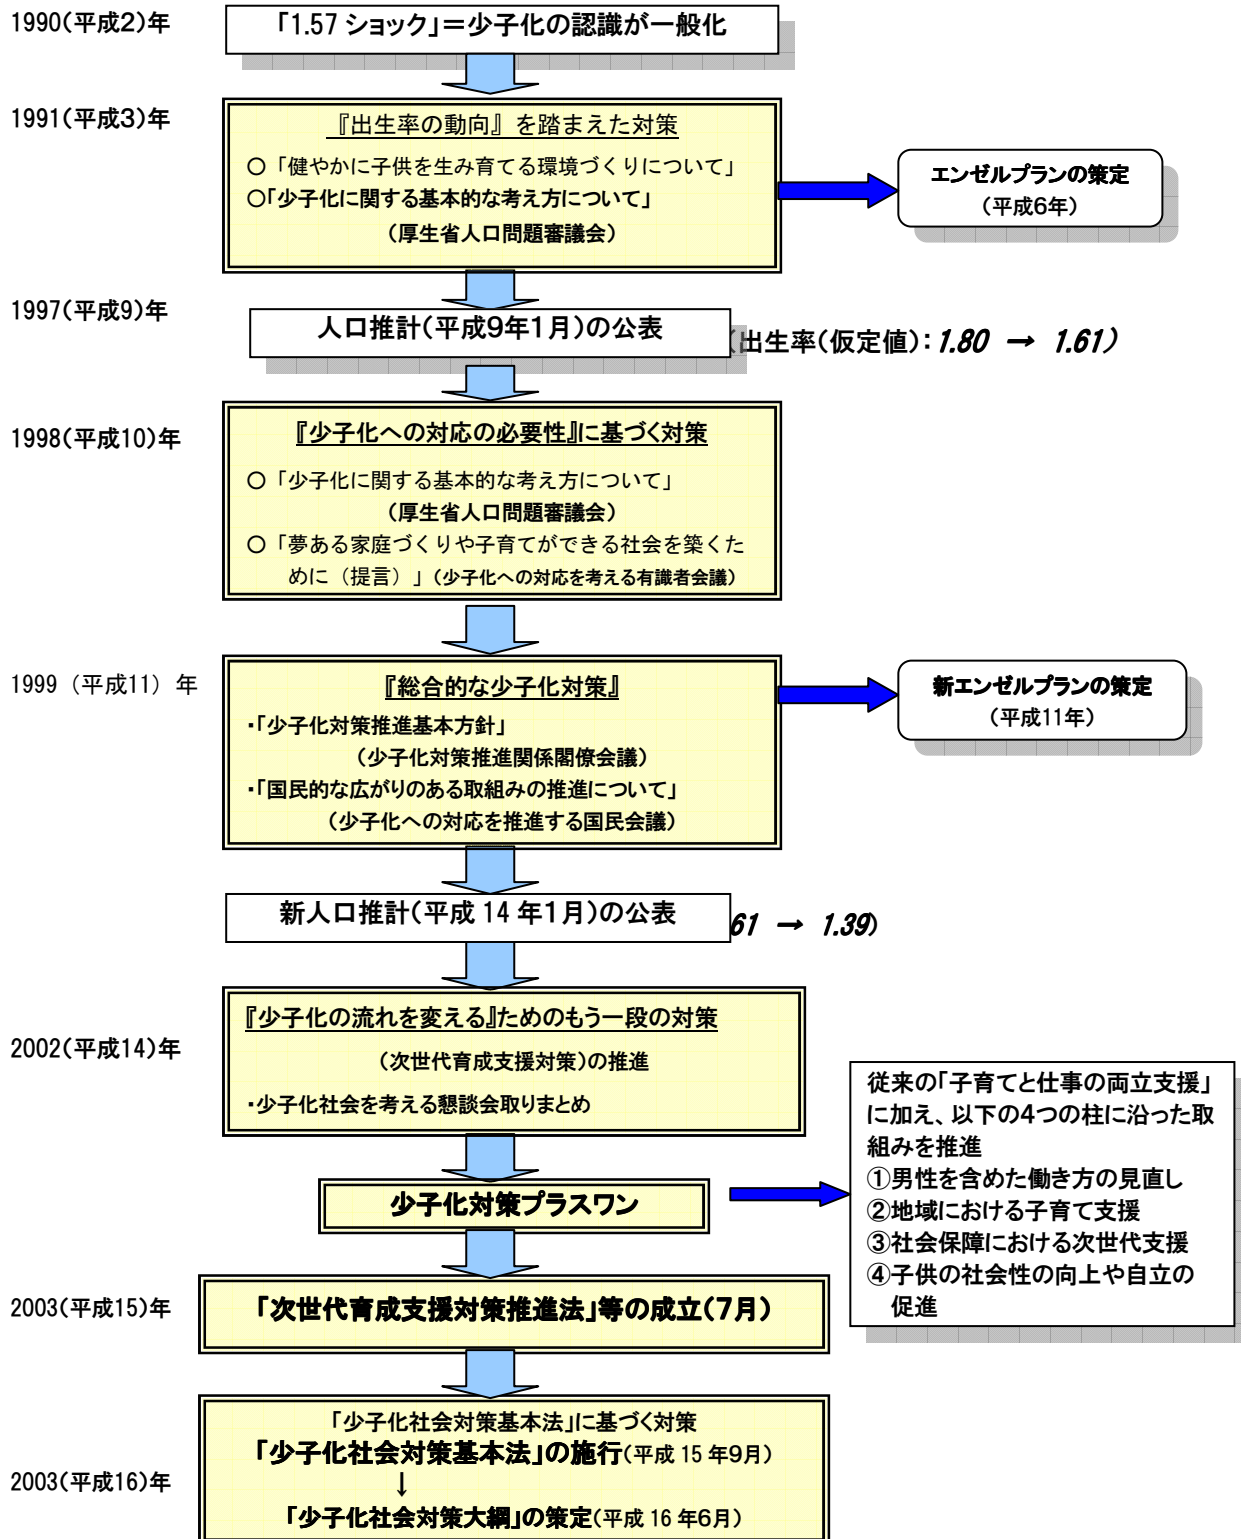 1990(平成2)年
「1.57 ショック」＝少子化の認識が一般化
1991(平成3)年
『出生率の動向』を踏まえた対策
○「健やかに子供を生み育てる環境づくりについて」
○「少子化に関する基本的な考え方について」
（厚生省人口問題審議会）
エンゼルプランの策定
（平成6年）
1997(平成9)年
人口推計(平成9年1月)の公表
(出生率(仮定値)：1.80 → 1.61)
1998(平成10)年
『少子化への対応の必要性』に基づく対策
○「少子化に関する基本的な考え方について」
（厚生省人口問題審議会）
○「夢ある家庭づくりや子育てができる社会を築くた
めに（提言）」（少子化への対応を考える有識者会議）
1999（平成11）年
『総合的な少子化対策』
・「少子化対策推進基本方針」
（少子化対策推進関係閣僚会議）
・「国民的な広がりのある取組みの推進について」
（少子化への対応を推進する国民会議）
新エンゼルプランの策定
（平成11年）
新人口推計(平成 14 年1月)の公表
61 → 1.39)
2002(平成14)年
『少子化の流れを変える』ためのもう一段の対策
（次世代育成支援対策）の推進
・少子化社会を考える懇談会取りまとめ
少子化対策プラスワン
従来の「子育てと仕事の両立支援」
に加え、以下の4つの柱に沿った取
組みを推進
①男性を含めた働き方の見直し
②地域における子育て支援
③社会保障における次世代支援
④子供の社会性の向上や自立の
促進
2003(平成15)年
「次世代育成支援対策推進法」等の成立(7月)
2003(平成16)年
「少子化社会対策基本法」に基づく対策
「少子化社会対策基本法」の施行(平成 15 年9月)
↓
「少子化社会対策大綱」の策定(平成 16 年6月)